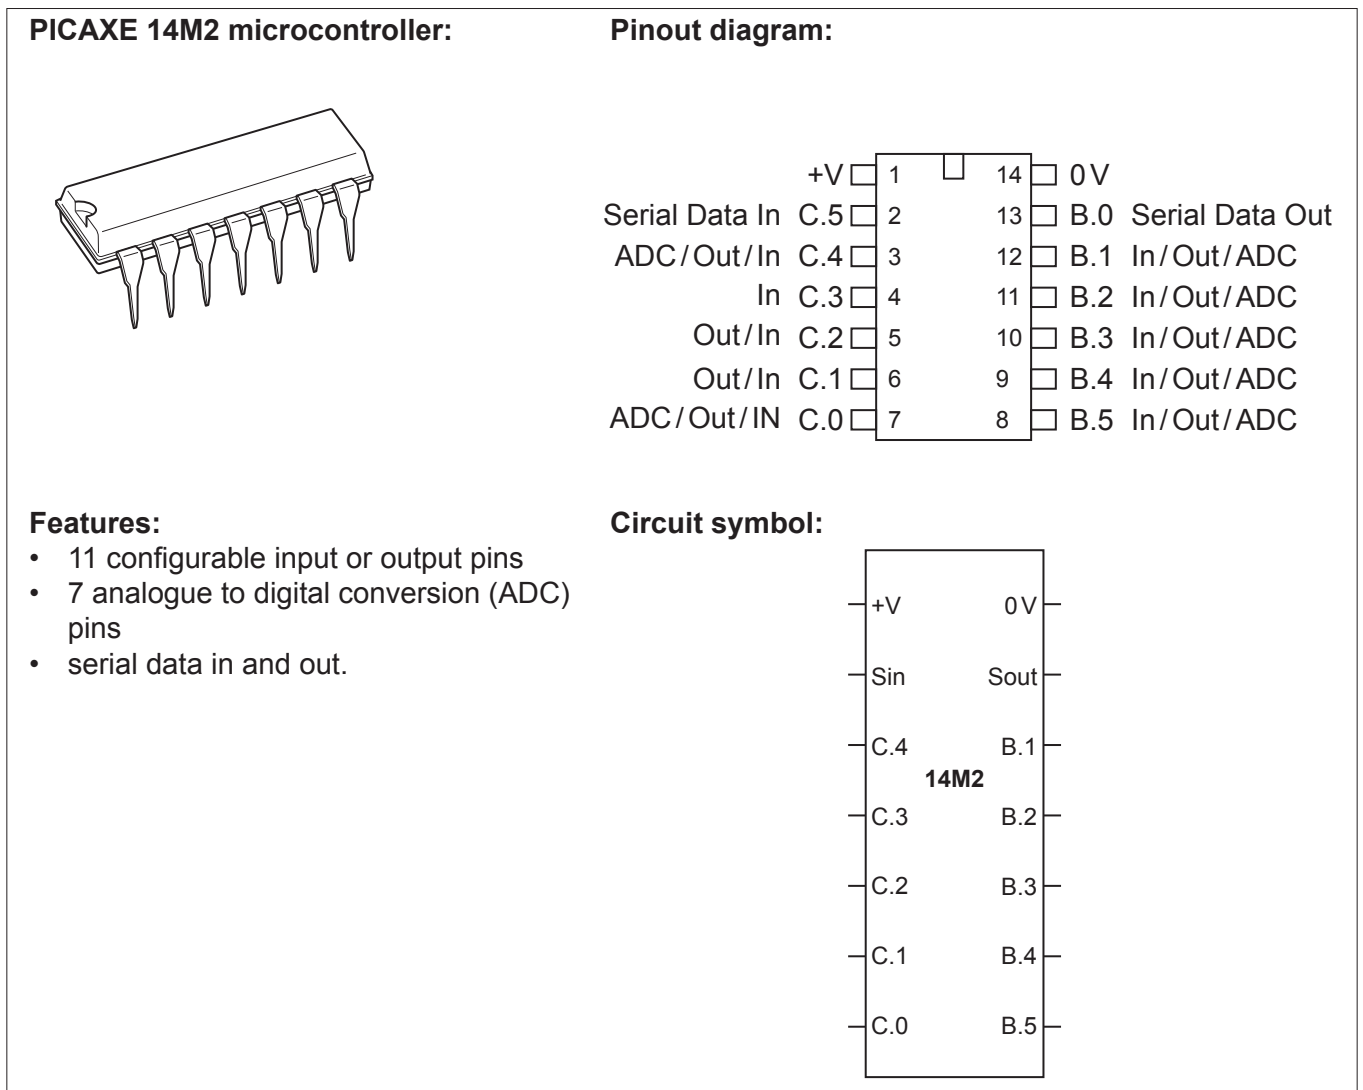 PICAXE 14M2 microcontroller:
Pinout diagram:
+V 1 14 0 V
Serial Data In C.5 2 13 B.0 Serial Data Out
ADC / Out / In C.4 3 12 B.1 In / Out / ADC
In C.3 4 11 B.2 In / Out / ADC
Out / In C.2 5 10 B.3 In / Out / ADC
Out / In C.1 6 9 B.4 In / Out / ADC
ADC / Out / IN C.0 7 8 B.5 In / Out / ADC
Features:
• 11 configurable input or output pins
• 7 analogue to digital conversion (ADC)
pins
• serial data in and out.
Circuit symbol:
+V 0 V
Sin Sout
C.4 B.1
14M2
C.3 B.2
C.2 B.3
C.1 B.4
C.0 B.5